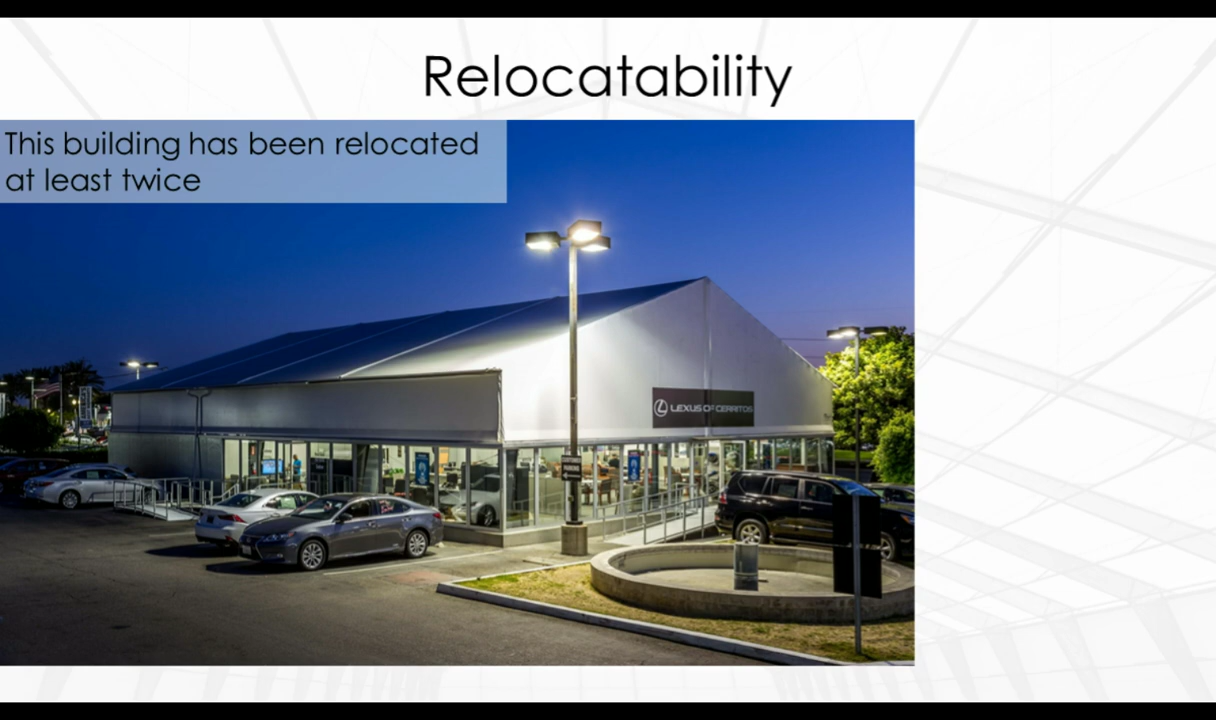 Relocatability
This building has been relocated
at least twice
LEXUS OF CERRITOS